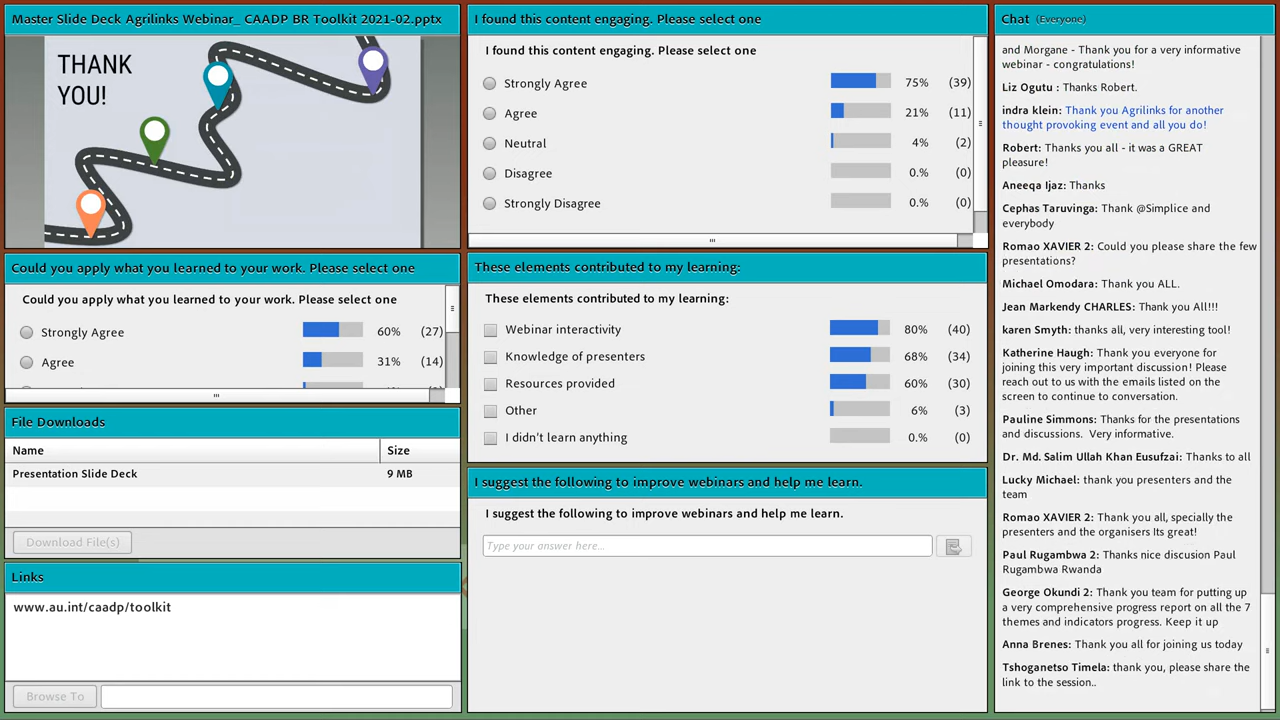 Master Slide Deck Agrilinks Webinar_ CAADP BR Toolkit 2021-02.pptx
THANK
YOU!
Could you apply what you learned to your work. Please select one
Could you apply what you learned to your work. Please select one
Strongly Agree 60% (27)
Agree 31% (14)
File Downloads
Name Size
Presentation Slide Deck 9 MB
Download File(s)
Links
www.au.int/caadp/toolkit
Browse To
I found this content engaging. Please select one
I found this content engaging. Please select one
Strongly Agree 75% (39)
Agree 21% (11)
Neutral 4% (2)
Disagree 0.% (0)
Strongly Disagree 0.% (0)
These elements contributed to my learning:
These elements contributed to my learning:
Webinar interactivity 80% (40)
Knowledge of presenters 68% (34)
Resources provided 60% (30)
Other 6% (3)
I didn't learn anything 0.% (0)
I suggest the following to improve webinars and help me learn.
I suggest the following to improve webinars and help me learn.
Type your answer here...
Chat (Everyone)
and Morgane - Thank you for a very informative
webinar - congratulations!
Liz Ogutu : Thanks Robert.
indra klein: Thank you Agrilinks for another
thought provoking event and all you do!
Robert: Thanks you all - it was a GREAT
pleasure!
Aneeqa Ijaz: Thanks
Cephas Taruvinga: Thank @Simplice and
everybody
Romao XAVIER 2: Could you please share the few
presentations?
Michael Omodara: Thank you ALL.
Jean Markendy CHARLES: Thank you All!!!
karen Smyth: thanks all, very interesting tool!
Katherine Haugh: Thank you everyone for
joining this very important discussion! Please
reach out to us with the emails listed on the
screen to continue to conversation.
Pauline Simmons: Thanks for the presentations
and discussions. Very informative.
Dr. Md. Salim Ullah Khan Eusufzai: Thanks to all
Lucky Michael: thank you presenters and the
team
Romao XAVIER 2: Thank you all, specially the
presenters and the organisers Its great!
Paul Rugambwa 2: Thanks nice discusion Paul
Rugambwa Rwanda
George Okundi 2: Thank you team for putting up
a very comprehensive progress report on all the 7
themes and indicators progress. Keep it up
Anna Brenes: Thank you all for joining us today
Tshoganetso Timela: thank you, please share the
link to the session..